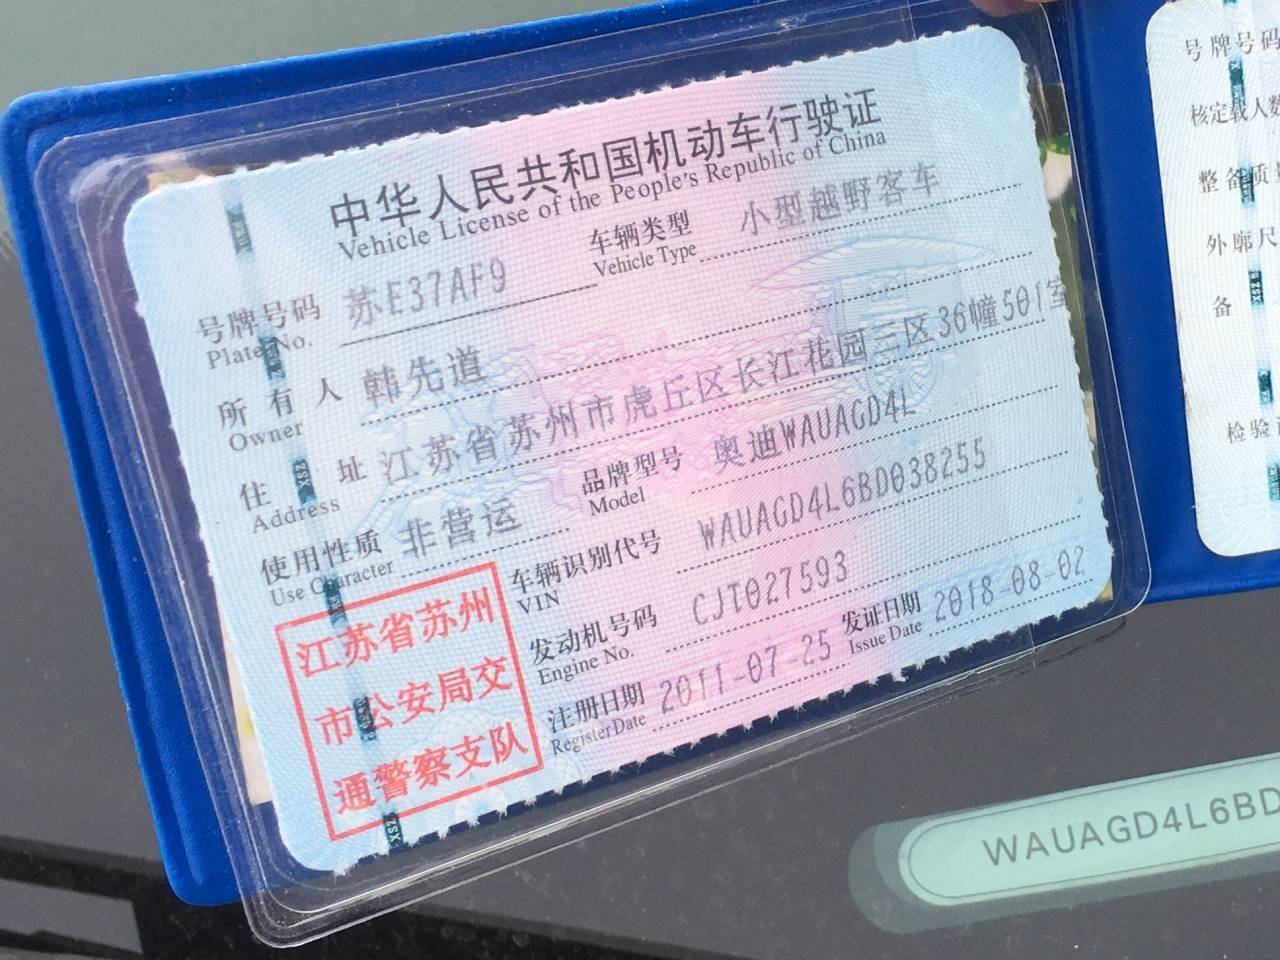 中华人民共和国机动车行驶证
Vehicle License of the People's Republic of China
号牌号码 苏E37AF9 车辆类型 小型越野客车
Plate No. Vehicle Type
所有人 韩先道
Owner
住址 江苏省苏州市虎丘区长江花园三区36幢501室
Address
使用性质 非营运 品牌型号 奥迪WAUAGD4L
Use Character Model
车辆识别代号 WAUAGD4L6BD038255
VIN
发动机号码 CJT027593
Engine No.
注册日期 2011-07-25 发证日期 2018-08-02
Register Date Issue Date
江苏省苏州
市公安局交
通警察支队
号牌号码
核定载人数
整备质量
外廓尺
备
检验
WAUAGD4L6BD